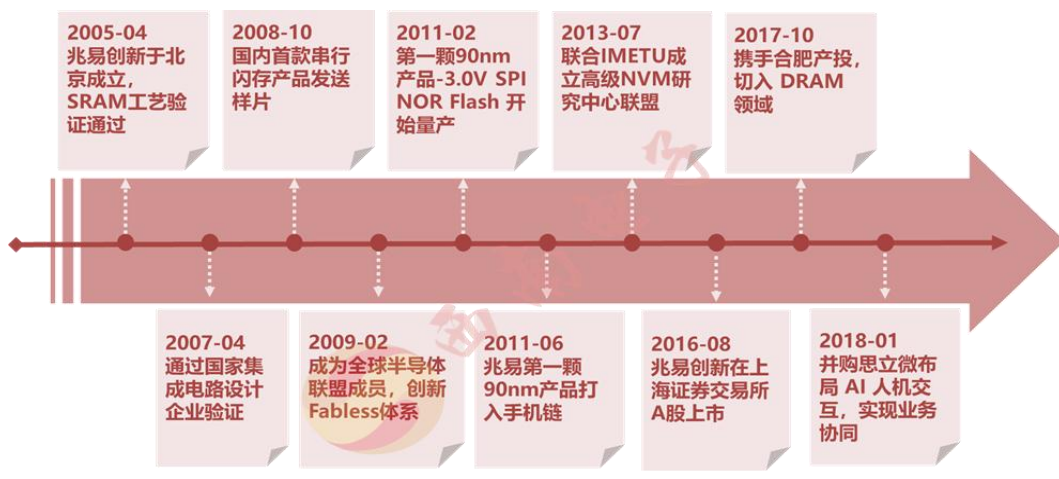 2005-04
兆易创新于北
京成立，
SRAM工艺验
证通过
2008-10
国内首款串行
闪存产品发送
样片
2011-02
第一颗90nm
产品-3.0V SPI
NOR Flash 开
始量产
2013-07
联合IMETU成
立高级NVM研
究中心联盟
2017-10
携手合肥产投，
切入 DRAM
领域
2007-04
通过国家集
成电路设计
企业验证
2009-02
成为全球半导体
联盟成员，创新
Fabless体系
2011-06
兆易第一颗
90nm产品打
入手机链
2016-08
兆易创新在上
海证券交易所
A股上市
2018-01
并购思立微布
局 AI 人机交
互，实现业务
协同